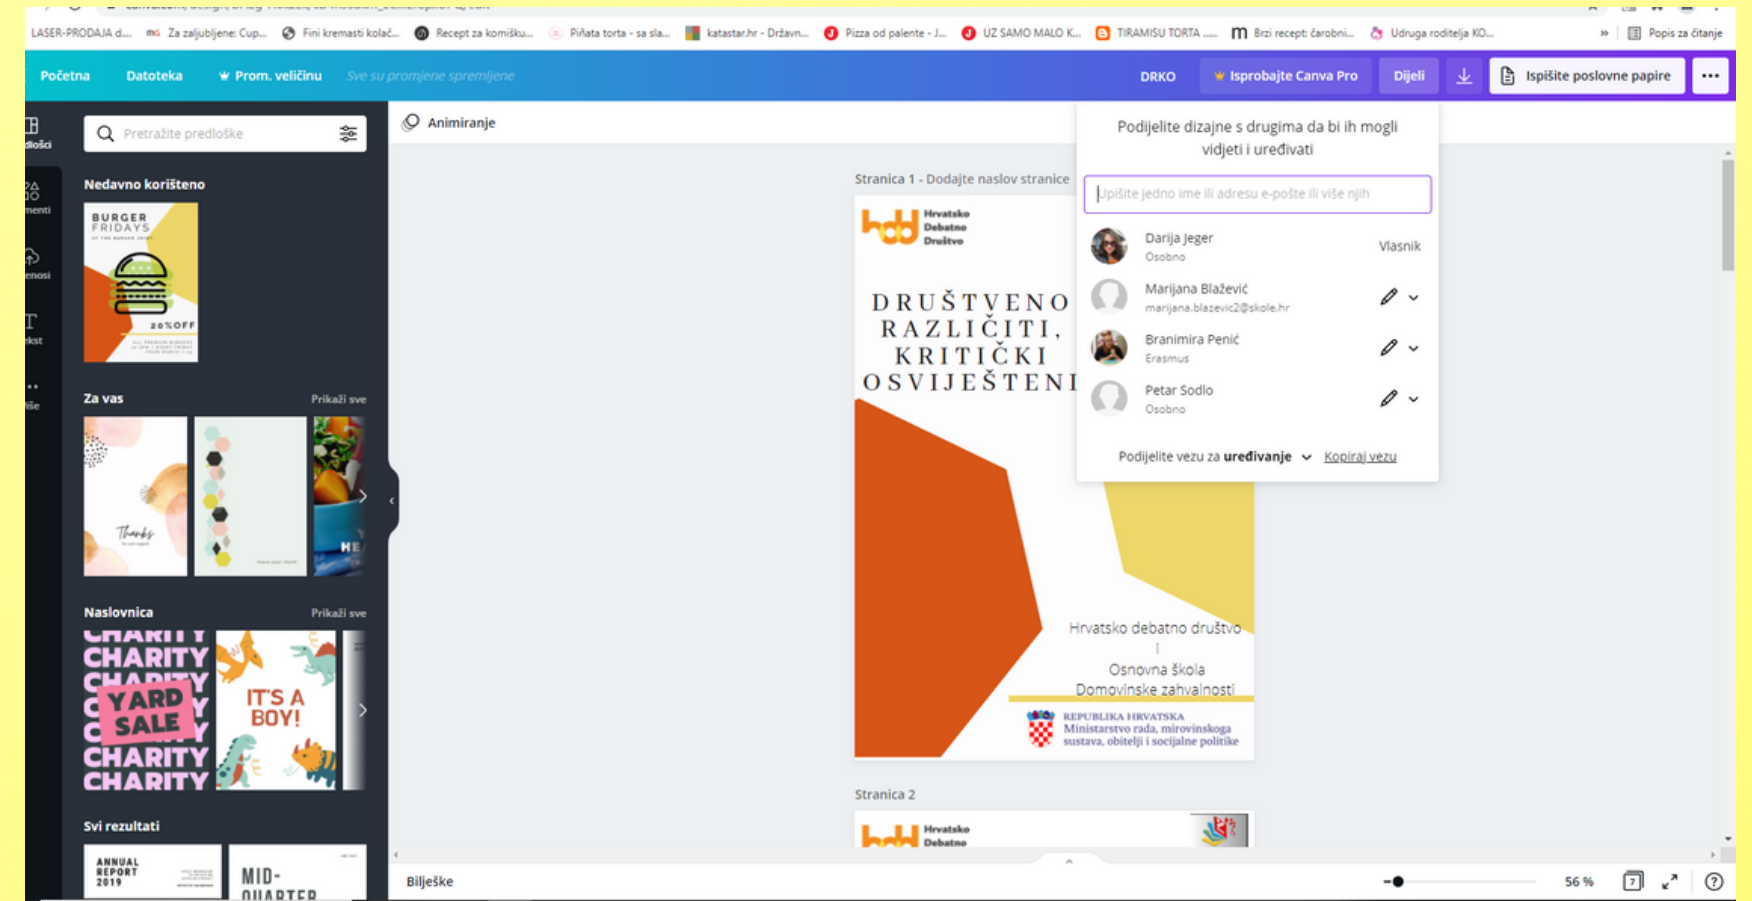 LASER-PRODAJA d...
Za zaljubljene: Cup...
Fini kremasti kolač...
Recept za komišku...
Piñata torta - sa sla...
katastar.hr - Državn...
Pizza od palente - J...
UZ SAMO MALO K...
TIRAMISU TORTA ......
Brzi recept: čarobni...
Udruga roditelja KO...
»
Popis za čitanje
Početna
Datoteka
Prom. veličinu
Sve su promjene spremljene
DRKO
Isprobajte Canva Pro
Dijeli
Ispišite poslovne papire
Pretražite predloške
Nedavno korišteno
BURGER
FRIDAYS
20%OFF
Za vas
Prikaži sve
Thanks
Naslovnica
Prikaži sve
CHARITY
CHARITY
YARD
SALE
CHARITY
CHARITY
IT'S A
BOY!
Svi rezultati
ANNUAL
REPORT
2019
MID-
QUARTER
Animiranje
Stranica 1 - Dodajte naslov stranice
Hrvatsko
Debatno
Društvo
DRUŠTVENO
RAZLIČITI,
KRITIČKI
OSVIJEŠTENI
Hrvatsko debatno društvo
i
Osnovna škola
Domovinske zahvalnosti
REPUBLIKA HRVATSKA
Ministarstvo rada, mirovinskoga
sustava, obitelji i socijalne politike
Stranica 2
Hrvatsko
Debatno
Podijelite dizajne s drugima da bi ih mogli
vidjeti i uređivati
Upišite jedno ime ili adresu e-pošte ili više njih
Darija Jeger
Osobno
Vlasnik
Marijana Blažević
marijana.blazevic2@skole.hr
Branimira Penić
Erasmus
Petar Sodlo
Osobno
Podijelite vezu za uređivanje
Kopiraj vezu
Bilješke
56 %
7
?